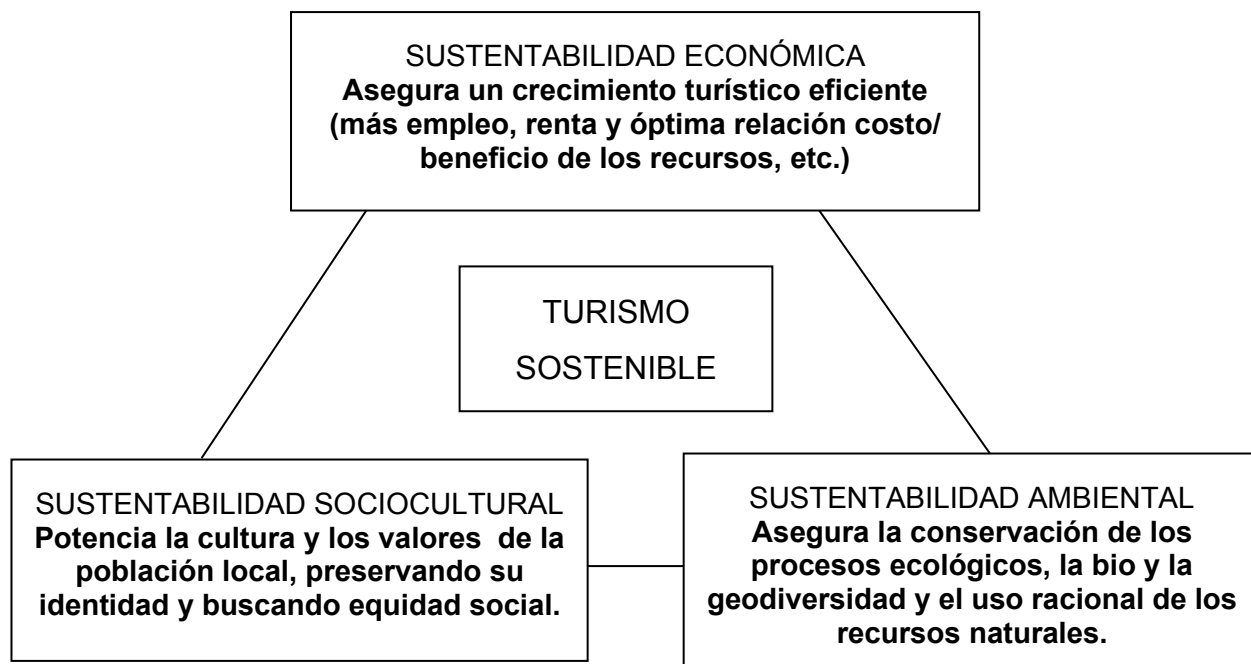 SUSTENTABILIDAD ECONÓMICA
Asegura un crecimiento turístico eficiente
(más empleo, renta y óptima relación costo/
beneficio de los recursos, etc.)
TURISMO
SOSTENIBLE
SUSTENTABILIDAD SOCIOCULTURAL
Potencia la cultura y los valores  de la
población local, preservando su
identidad y buscando equidad social.
SUSTENTABILIDAD AMBIENTAL
Asegura la conservación de los
procesos ecológicos, la bio y la
geodiversidad y el uso racional de los
recursos naturales.